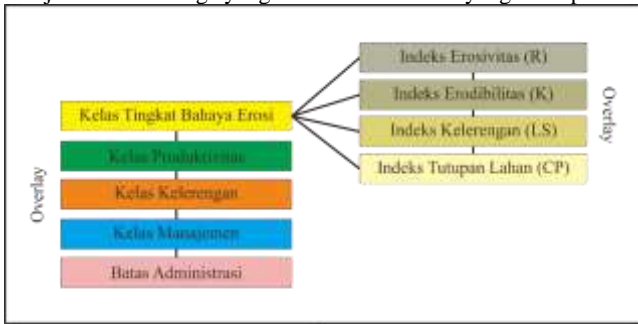 Indeks Erosivitas (R)
Indeks Erodibilitas (K)
Indeks Kelerengan (LS)
Indeks Tutupan Lahan (CP)
Overlay
Kelas Tingkat Bahaya Erosi
Kelas Produktivitas
Kelas Kelerengan
Kelas Manajemen
Batas Administrasi
Overlay